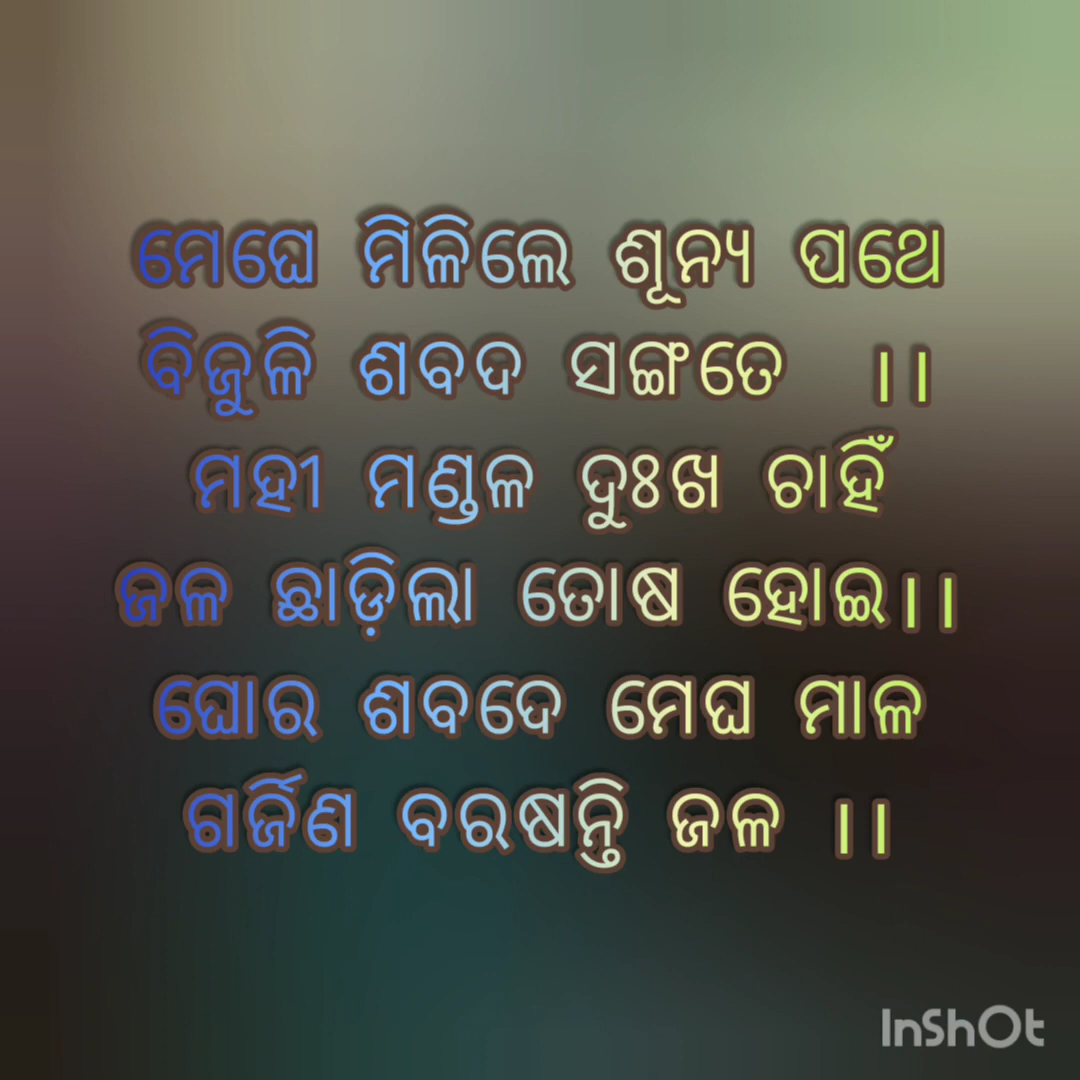 ମେଘେ ମିଳିଲେ ଶୂନ୍ୟ ପଥେ
ବିଜୁଳି ଶବଦ ସଙ୍ଗତେ ।।
ମହୀ ମଣ୍ଡଳ ଦୁଃଖ ଚାହିଁ
ଜଳ ଛାଡ଼ିଲା ତୋଷ ହୋଇ।।
ଘୋର ଶବଦେ ମେଘ ମାଳ
ଗର୍ଜିଣ ବରଷନ୍ତି ଜଳ ।।
InShOt